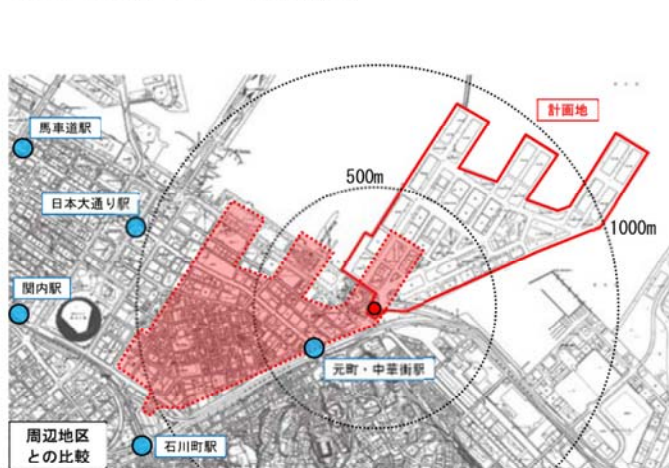 計画地
馬車道駅
500m
日本大通り駅
1000m
関内駅
元町・中華街駅
周辺地区
との比較
石川町駅